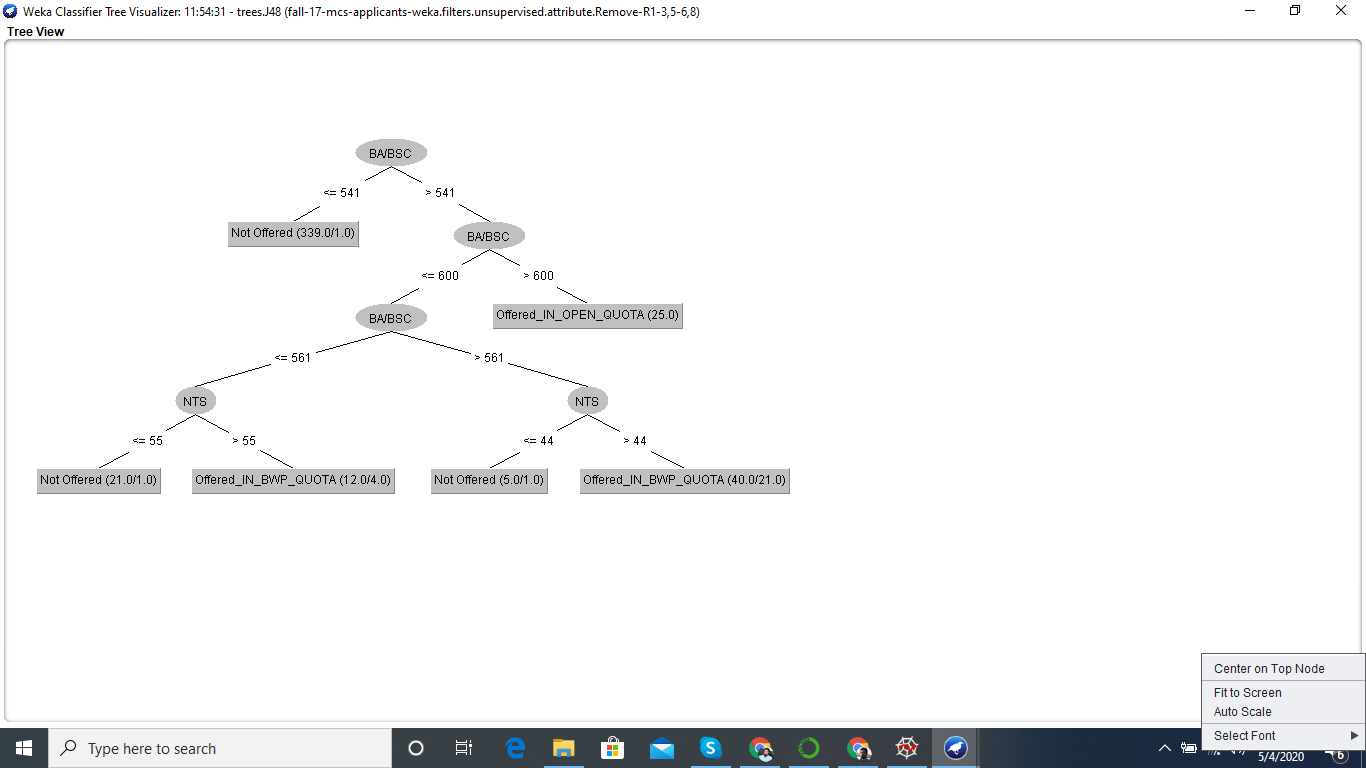 Weka Classifier Tree Visualizer: 11:54:31 - trees.J48 (fall-17-mcs-applicants-weka.filters.unsupervised.attribute.Remove-R1-3,5-6,8)
Tree View
BA/BSC
<= 541
> 541
Not Offered (339.0/1.0)
BA/BSC
<= 600
> 600
BA/BSC
Offered_IN_OPEN_QUOTA (25.0)
<= 561
> 561
NTS
NTS
<= 55
> 55
<= 44
> 44
Not Offered (21.0/1.0)
Offered_IN_BWP_QUOTA (12.0/4.0)
Not Offered (5.0/1.0)
Offered_IN_BWP_QUOTA (40.0/21.0)
Center on Top Node
Fit to Screen
Auto Scale
Select Font
Type here to search
5/4/2020
6